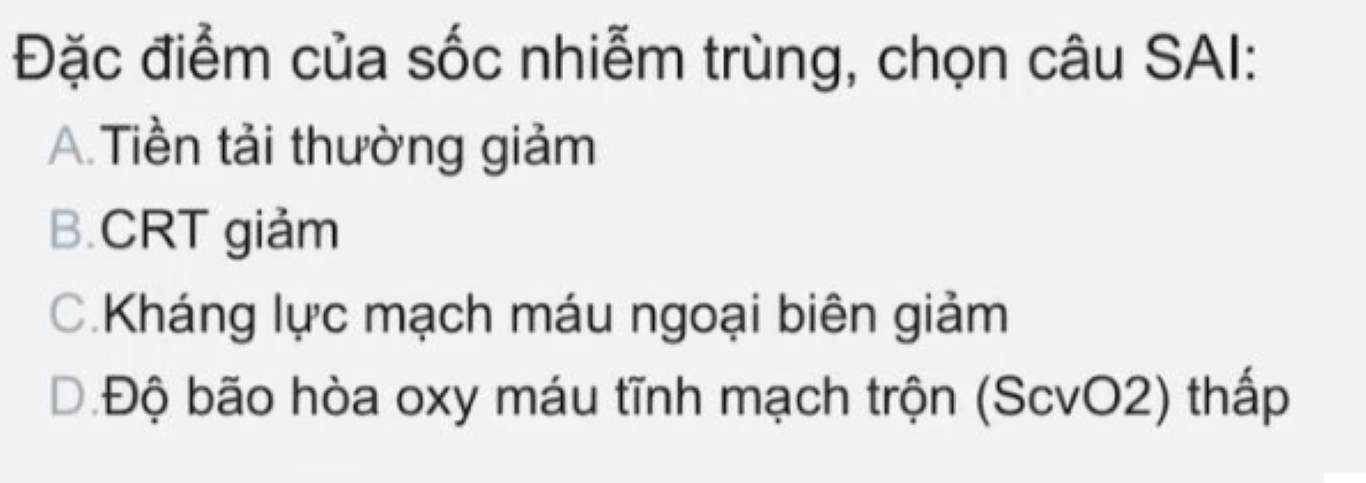 Đặc điểm của sốc nhiễm trùng, chọn câu SAI:
A.Tiền tải thường giảm
B.CRT giảm
C.Kháng lực mạch máu ngoại biên giảm
D.Độ bão hòa oxy máu tĩnh mạch trộn (ScvO2) thấp